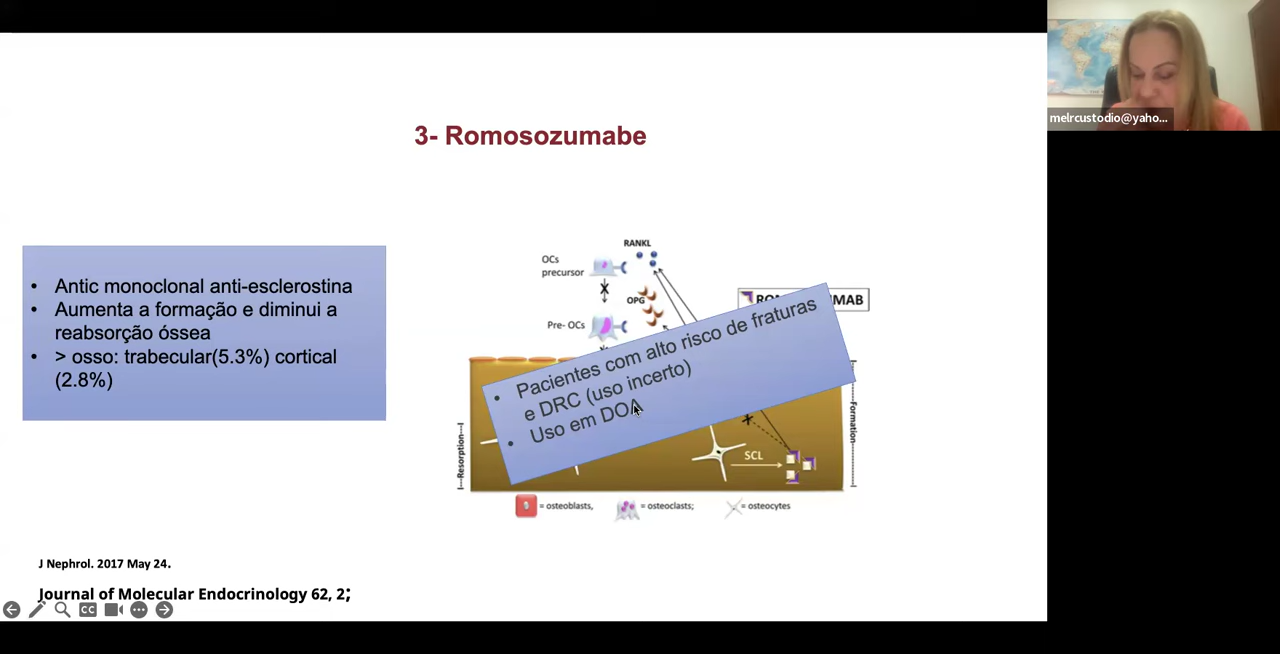 melrcustodio@yaho...
3- Romosozumabe
• Antic monoclonal anti-esclerostina
• Aumenta a formação e diminui a
reabsorção óssea
• > osso: trabecular(5.3%) cortical
(2.8%)
RANKL
OCs
precursor
OPG
Pre- OCs
• Pacientes com alto risco de fraturas
e DRC (uso incerto)
• Uso em DOA
I---Resorption---I
I---Formation---I
SCL
= osteoblasts,
= osteoclasts;
= osteocytes
J Nephrol. 2017 May 24.
Journal of Molecular Endocrinology 62, 2;
CC